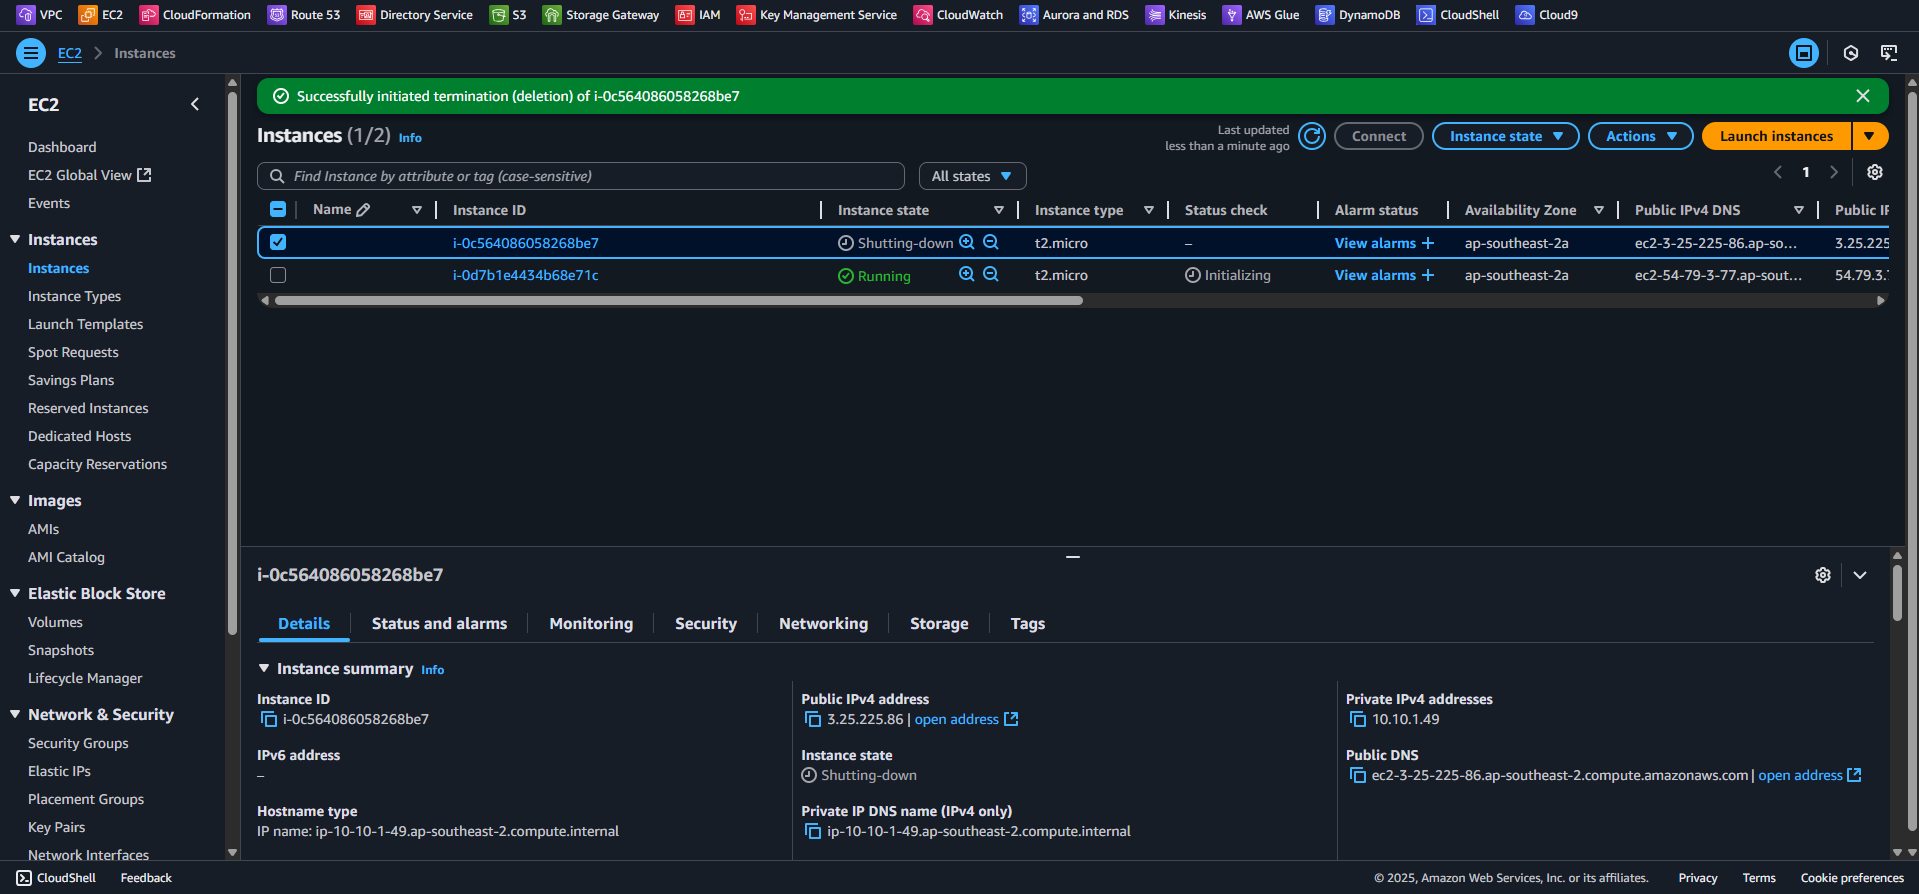 VPC EC2 CloudFormation Route 53 Directory Service S3 Storage Gateway IAM Key Management Service CloudWatch Aurora and RDS Kinesis AWS Glue DynamoDB CloudShell Cloud9
EC2 Instances
EC2
Dashboard
EC2 Global View
Events
Instances
Instances
Instance Types
Launch Templates
Spot Requests
Savings Plans
Reserved Instances
Dedicated Hosts
Capacity Reservations
Images
AMIs
AMI Catalog
Elastic Block Store
Volumes
Snapshots
Lifecycle Manager
Network & Security
Security Groups
Elastic IPs
Placement Groups
Key Pairs
Network Interfaces
Successfully initiated termination (deletion) of i-0c564086058268be7
Instances (1/2) Info
Last updated
less than a minute ago
Connect Instance state Actions Launch instances
Find Instance by attribute or tag (case-sensitive) All states 1
Name Instance ID Instance state Instance type Status check Alarm status Availability Zone Public IPv4 DNS Public IP
i-0c564086058268be7 Shutting-down t2.micro – View alarms + ap-southeast-2a ec2-3-25-225-86.ap-so... 3.25.225
i-0d7b1e4434b68e71c Running t2.micro Initializing View alarms + ap-southeast-2a ec2-54-79-3-77.ap-sout... 54.79.3.
i-0c564086058268be7
Details Status and alarms Monitoring Security Networking Storage Tags
Instance summary Info
Instance ID
i-0c564086058268be7
IPv6 address
–
Hostname type
IP name: ip-10-10-1-49.ap-southeast-2.compute.internal
Public IPv4 address
3.25.225.86 | open address
Instance state
Shutting-down
Private IP DNS name (IPv4 only)
ip-10-10-1-49.ap-southeast-2.compute.internal
Private IPv4 addresses
10.10.1.49
Public DNS
ec2-3-25-225-86.ap-southeast-2.compute.amazonaws.com | open address
CloudShell Feedback © 2025, Amazon Web Services, Inc. or its affiliates. Privacy Terms Cookie preferences